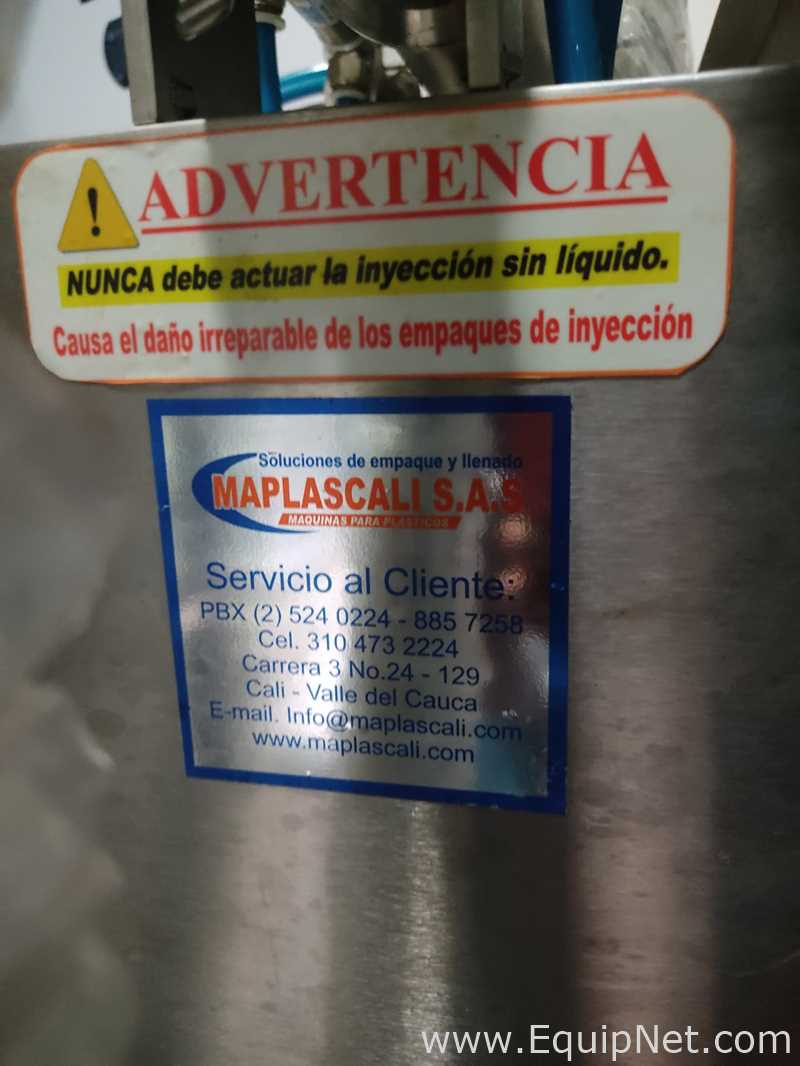 ADVERTENCIA
NUNCA debe actuar la inyección sin líquido.
Causa el daño irreparable de los empaques de inyección
Soluciones de empaque y llenado
MAPLASCALI S.A.S
MAQUINAS PARA PLASTICOS
Servicio al Cliente:
PBX (2) 524 0224 - 885 7258
Cel. 310 473 2224
Carrera 3 No.24 - 129
Cali - Valle del Cauca
E-mail. Info@maplascali.com
www.maplascali.com
www.EquipNet.com